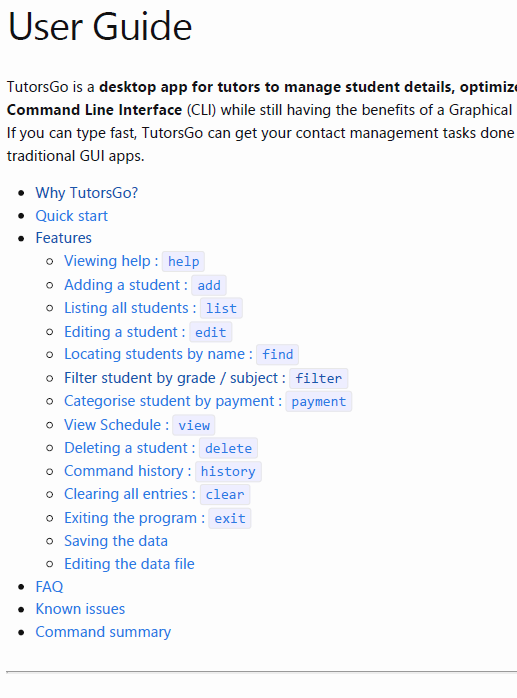 User Guide
TutorsGo is a desktop app for tutors to manage student details, optimize
Command Line Interface (CLI) while still having the benefits of a Graphical
If you can type fast, TutorsGo can get your contact management tasks done
traditional GUI apps.
Why TutorsGo?
Quick start
Features
Viewing help : help
Adding a student : add
Listing all students : list
Editing a student : edit
Locating students by name : find
Filter student by grade / subject : filter
Categorise student by payment : payment
View Schedule : view
Deleting a student : delete
Command history : history
Clearing all entries : clear
Exiting the program : exit
Saving the data
Editing the data file
FAQ
Known issues
Command summary